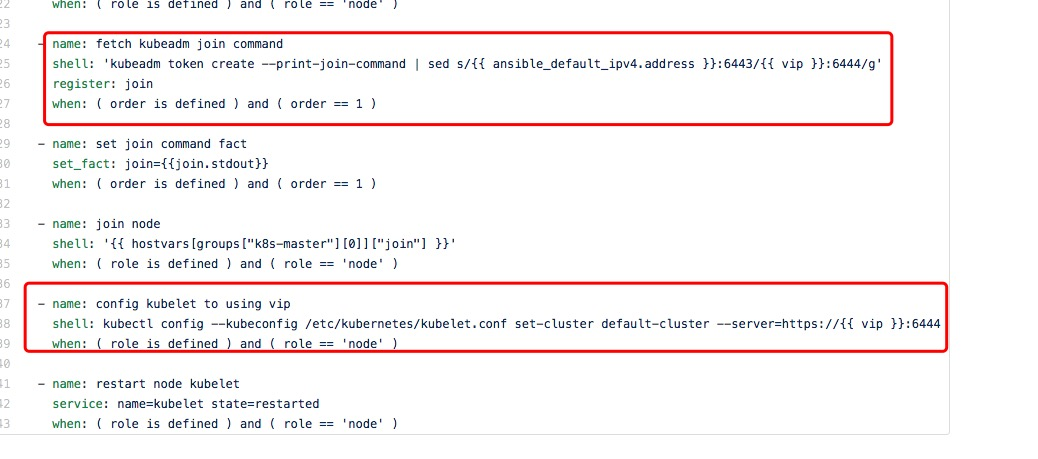 22     when: ( role is defined ) and ( role == 'node' )
23
24   - name: fetch kubeadm join command
25     shell: 'kubeadm token create --print-join-command | sed s/{{ ansible_default_ipv4.address }}:6443/{{ vip }}:6444/g'
26     register: join
27     when: ( order is defined ) and ( order == 1 )
28
29   - name: set join command fact
30     set_fact: join={{join.stdout}}
31     when: ( order is defined ) and ( order == 1 )
32
33   - name: join node
34     shell: '{{ hostvars[groups["k8s-master"][0]]["join"] }}'
35     when: ( role is defined ) and ( role == 'node' )
36
37   - name: config kubelet to using vip
38     shell: kubectl config --kubeconfig /etc/kubernetes/kubelet.conf set-cluster default-cluster --server=https://{{ vip }}:6444
39     when: ( role is defined ) and ( role == 'node' )
40
41   - name: restart node kubelet
42     service: name=kubelet state=restarted
43     when: ( role is defined ) and ( role == 'node' )